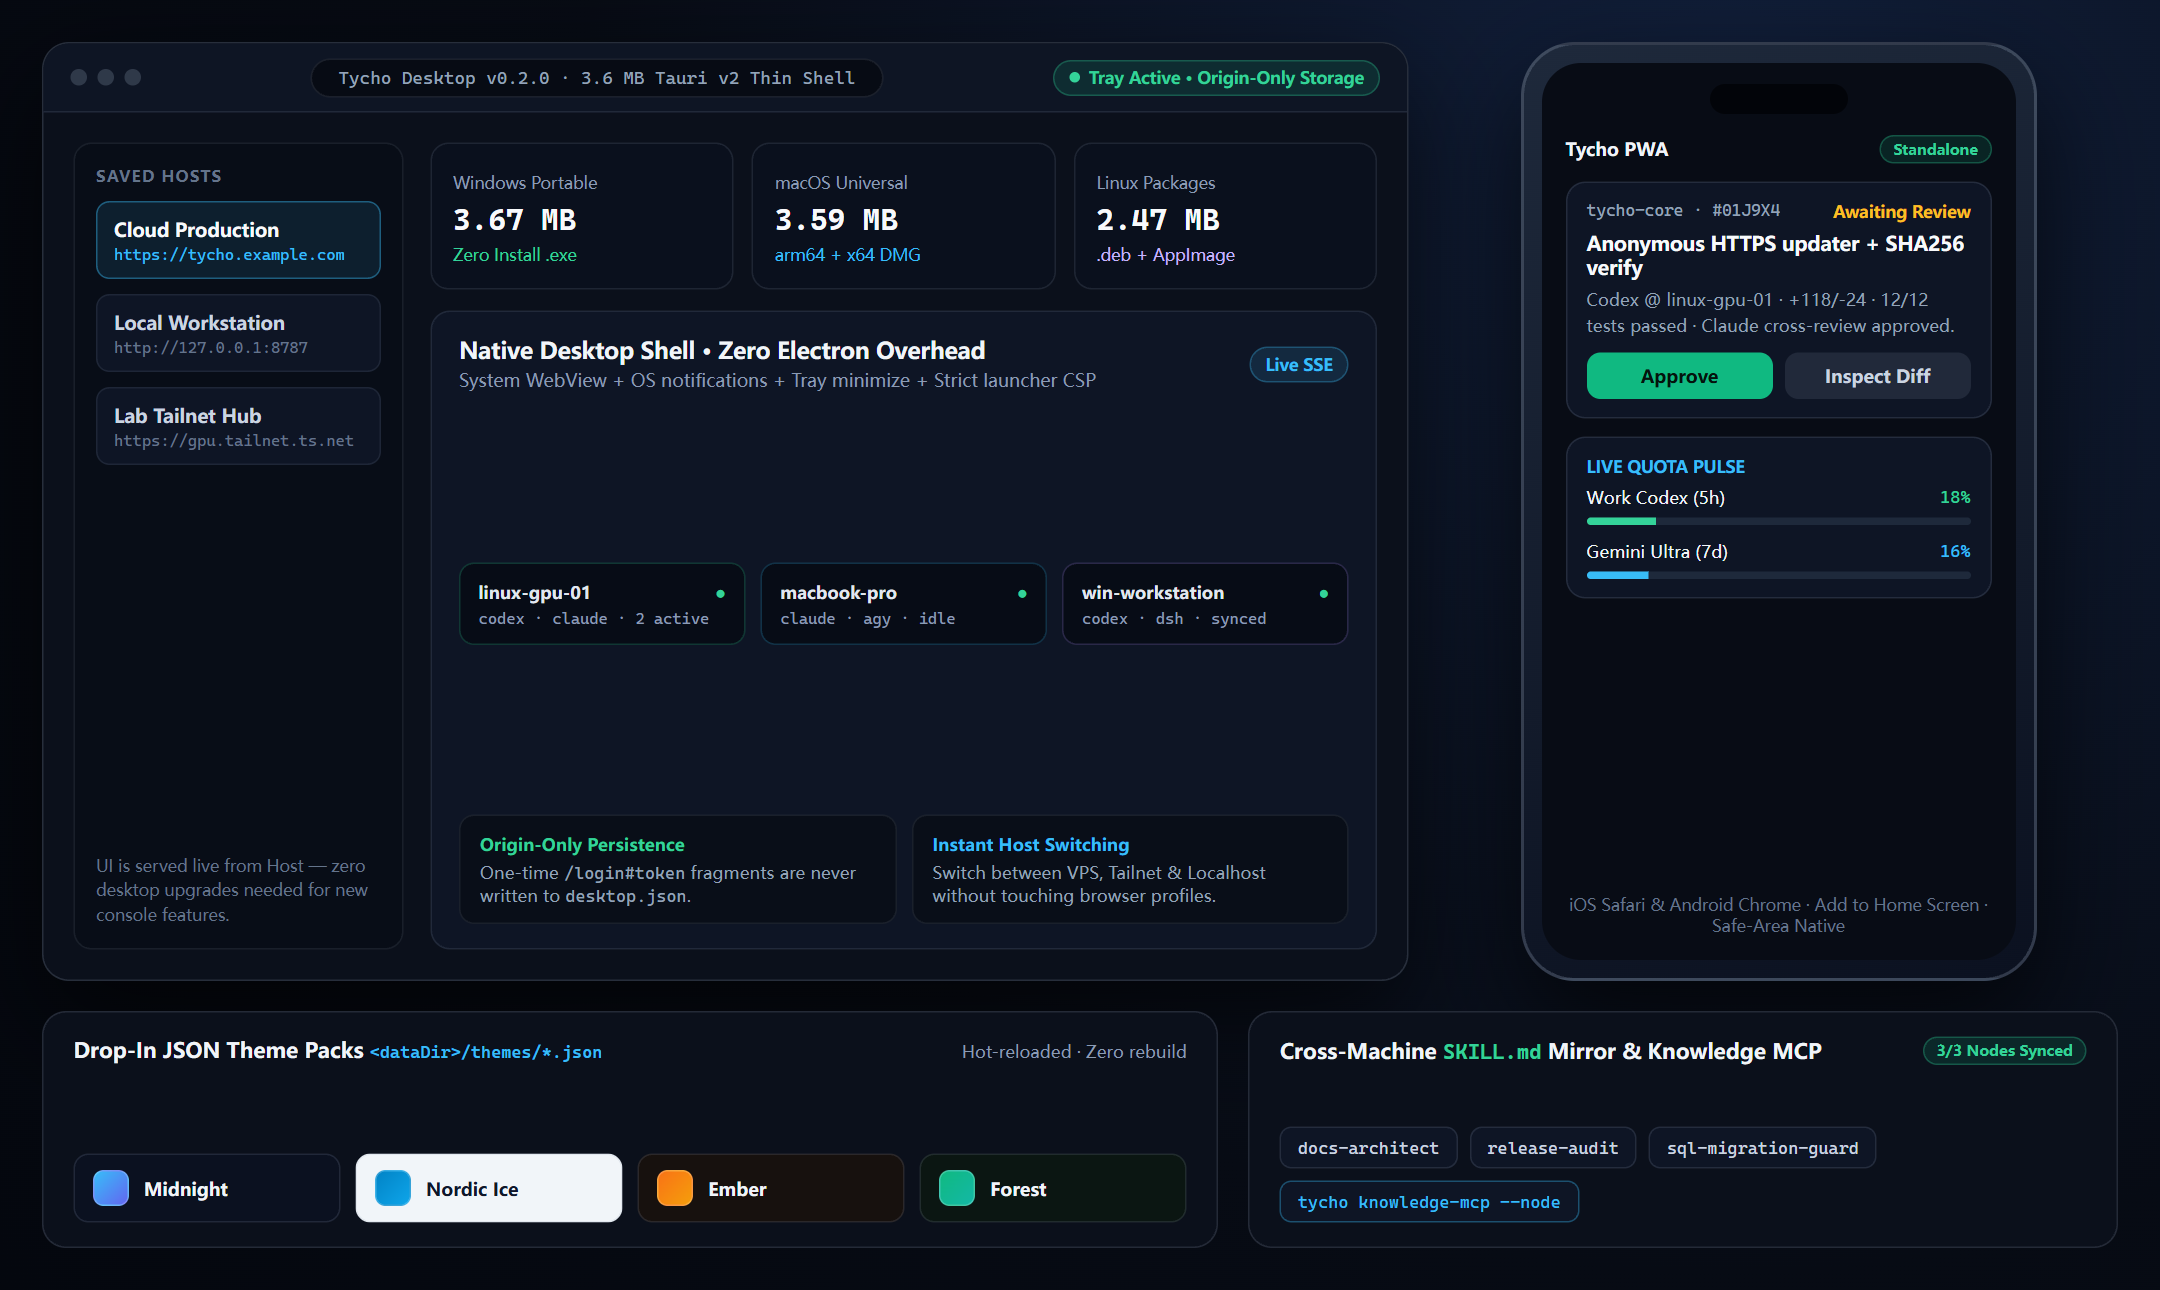 Tycho Desktop v0.2.0 · 3.6 MB Tauri v2 Thin Shell
Tray Active • Origin-Only Storage
SAVED HOSTS
Cloud Production
https://tycho.example.com
Local Workstation
http://127.0.0.1:8787
Lab Tailnet Hub
https://gpu.tailnet.ts.net
UI is served live from Host — zero
desktop upgrades needed for new
console features.
Windows Portable
3.67 MB
Zero Install .exe
macOS Universal
3.59 MB
arm64 + x64 DMG
Linux Packages
2.47 MB
.deb + AppImage
Native Desktop Shell • Zero Electron Overhead
System WebView + OS notifications + Tray minimize + Strict launcher CSP
Live SSE
linux-gpu-01
codex · claude · 2 active
macbook-pro
claude · agy · idle
win-workstation
codex · dsh · synced
Origin-Only Persistence
One-time /login#token fragments are never
written to desktop.json.
Instant Host Switching
Switch between VPS, Tailnet & Localhost
without touching browser profiles.
Tycho PWA
Standalone
tycho-core · #01J9X4
Awaiting Review
Anonymous HTTPS updater + SHA256
verify
Codex @ linux-gpu-01 · +118/-24 · 12/12
tests passed · Claude cross-review approved.
Approve
Inspect Diff
LIVE QUOTA PULSE
Work Codex (5h)
18%
Gemini Ultra (7d)
16%
iOS Safari & Android Chrome · Add to Home Screen ·
Safe-Area Native
Drop-In JSON Theme Packs <dataDir>/themes/*.json
Hot-reloaded · Zero rebuild
Midnight
Nordic Ice
Ember
Forest
Cross-Machine SKILL.md Mirror & Knowledge MCP
3/3 Nodes Synced
docs-architect
release-audit
sql-migration-guard
tycho knowledge-mcp --node